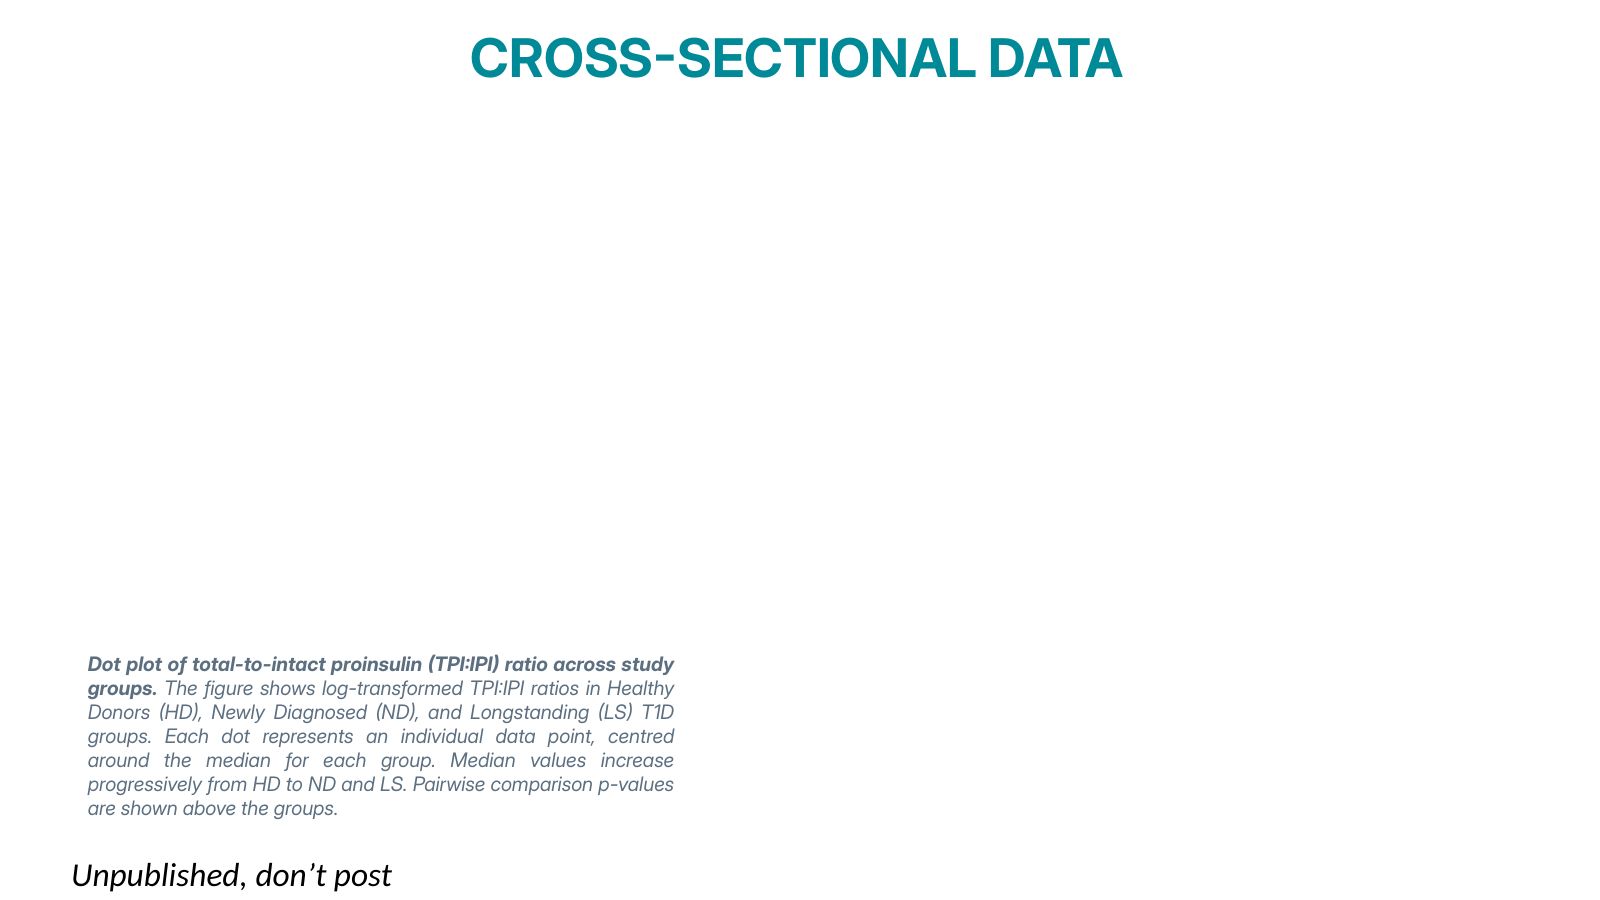 CROSS-SECTIONAL DATA
Dot plot of total-to-intact proinsulin (TPI:IPI) ratio across study
groups. The figure shows log-transformed TPI:IPI ratios in Healthy
Donors (HD), Newly Diagnosed (ND), and Longstanding (LS) T1D
groups. Each dot represents an individual data point, centred
around the median for each group. Median values increase
progressively from HD to ND and LS. Pairwise comparison p-values
are shown above the groups.
Unpublished, don’t post